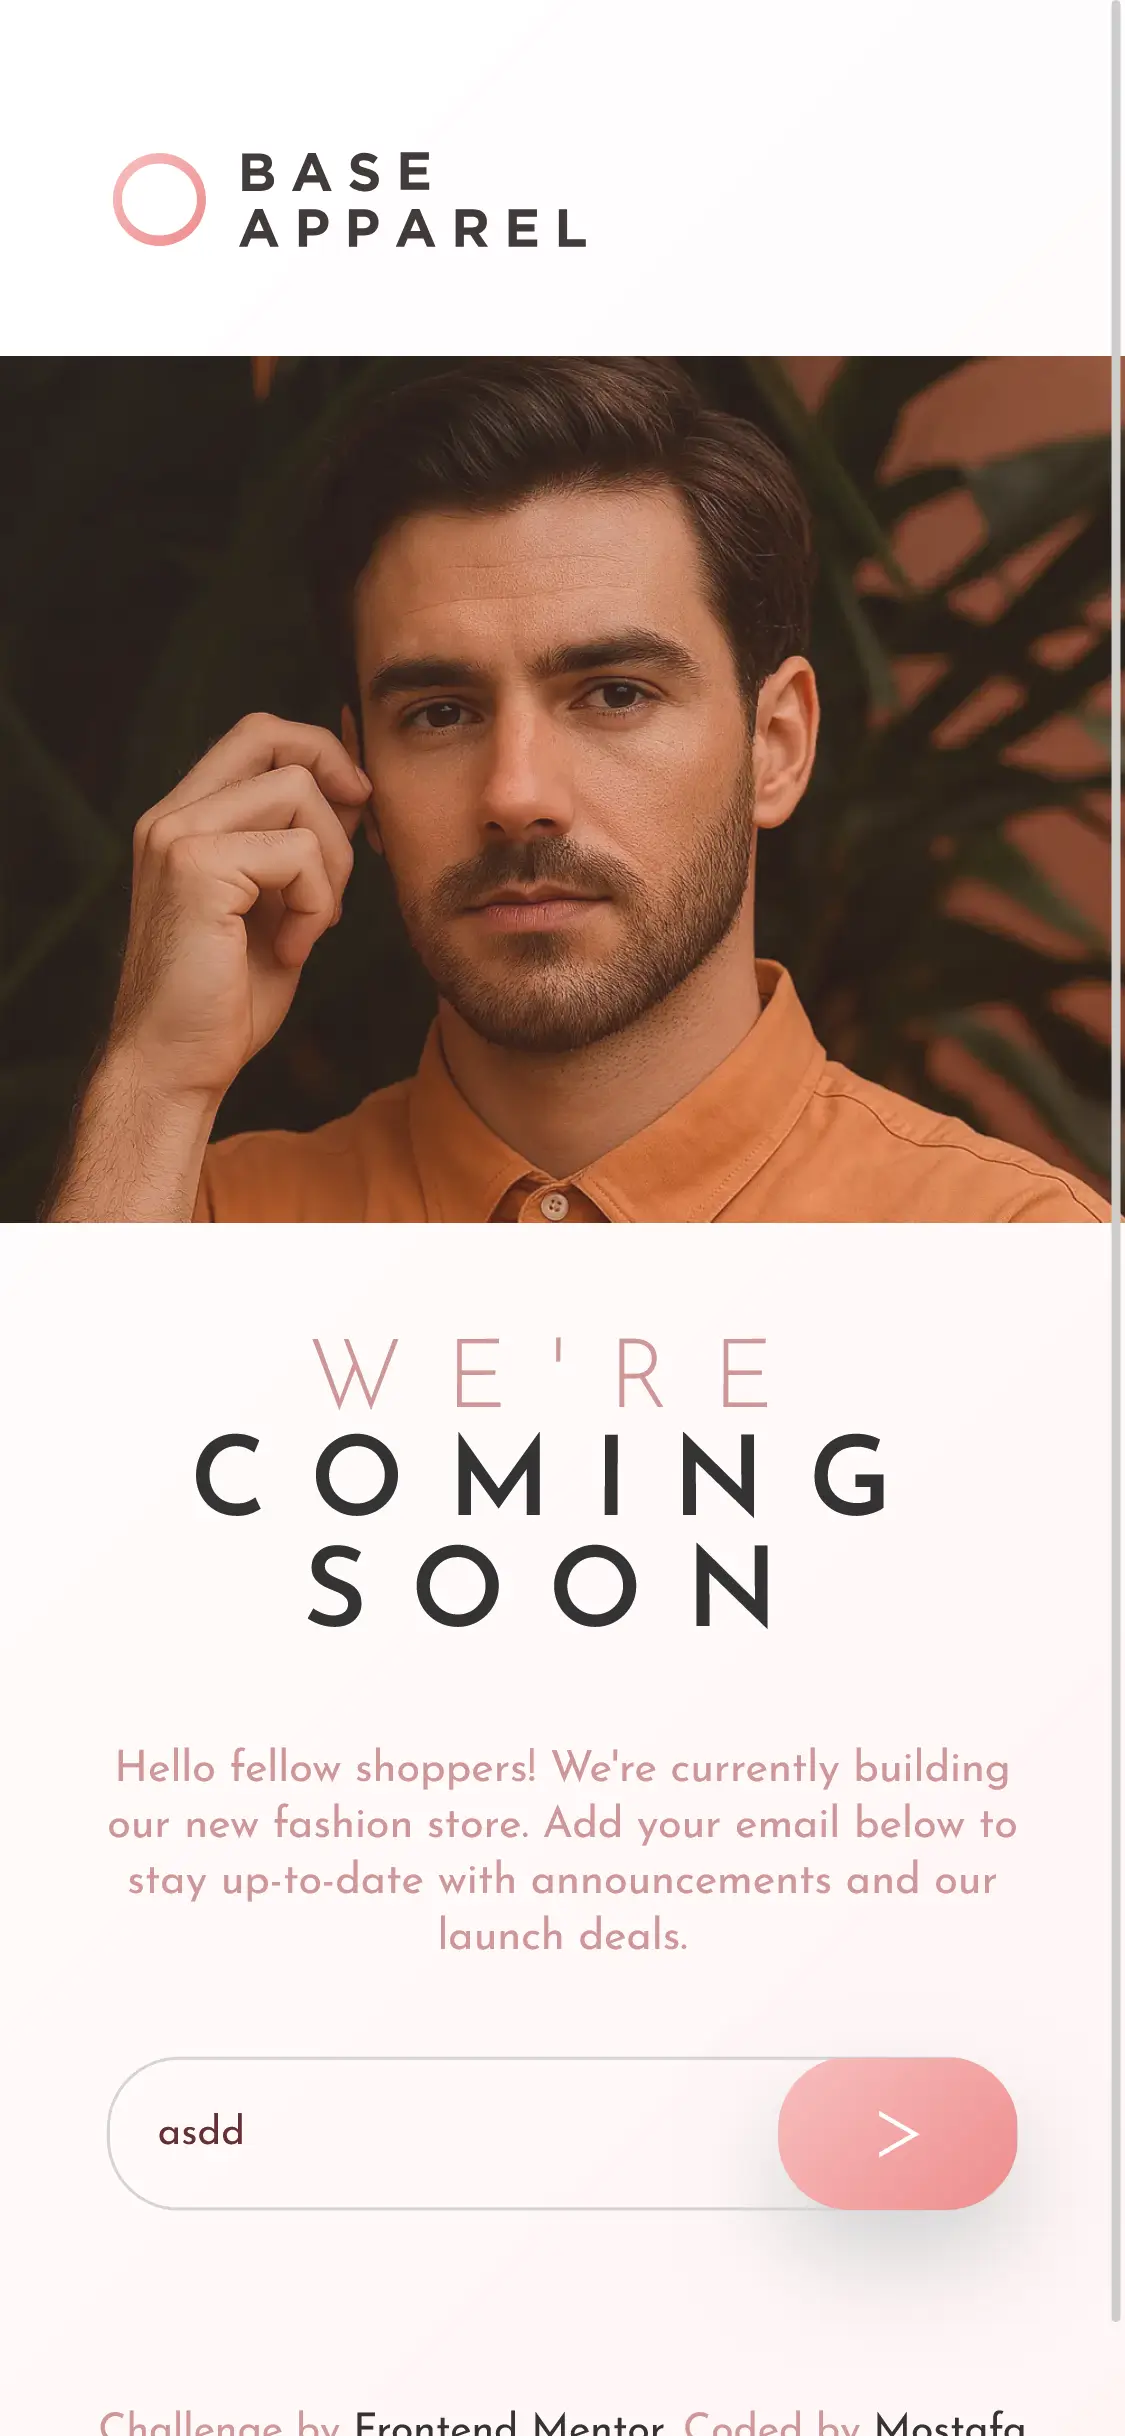 BASE
APPAREL
WE'RE
COMING
SOON
Hello fellow shoppers! We're currently building
our new fashion store. Add your email below to
stay up-to-date with announcements and our
launch deals.
asdd
Challenge by Frontend Mentor. Coded by Mostafa